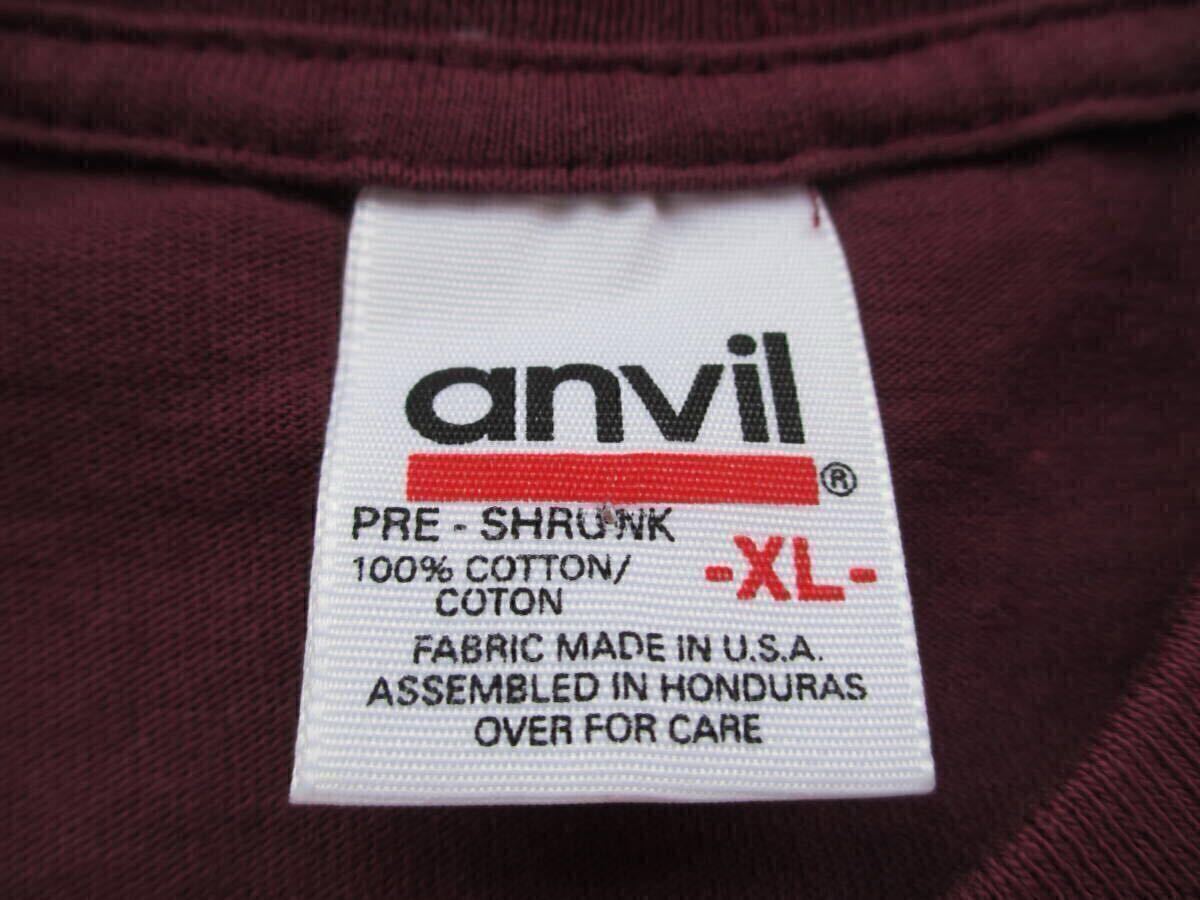 anvil®
PRE - SHRUNK
100% COTTON/
COTON
-XL-
FABRIC MADE IN U.S.A.
ASSEMBLED IN HONDURAS
OVER FOR CARE